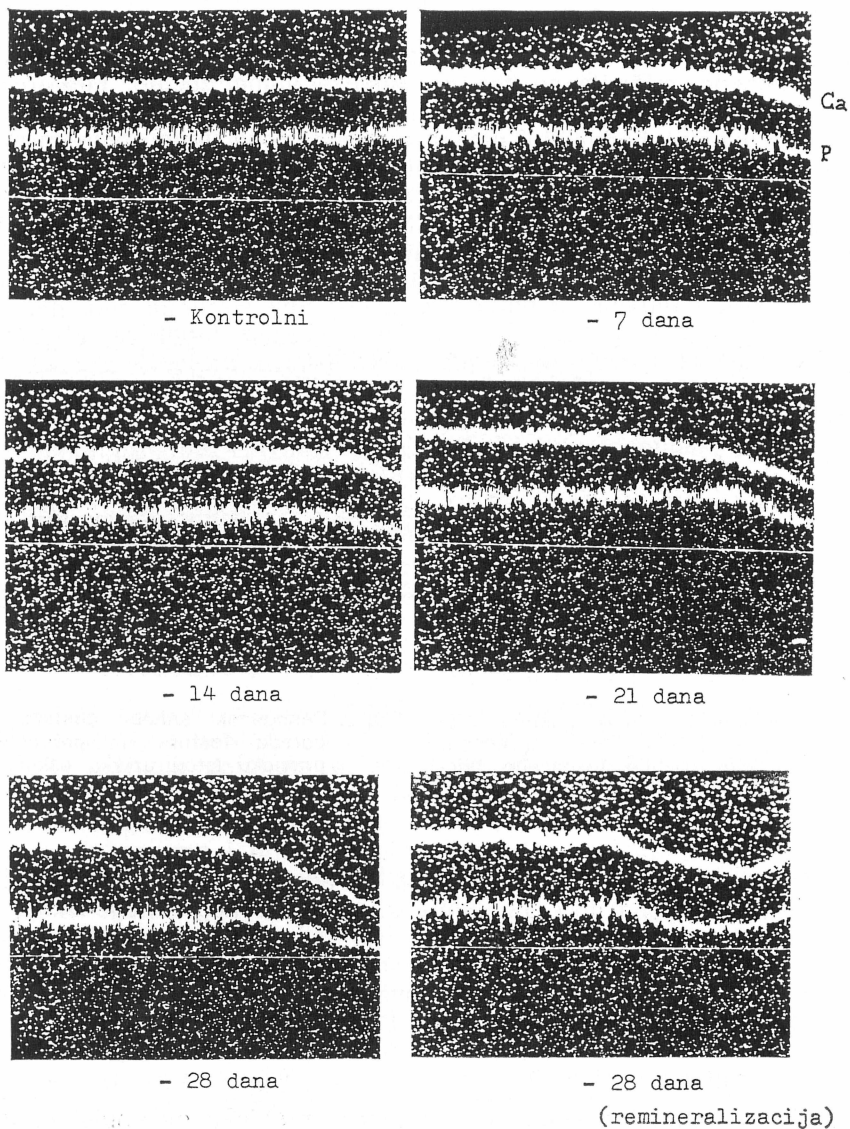 Ca
P
- Kontrolni
- 7 dana
- 14 dana
- 21 dana
- 28 dana
- 28 dana
(remineralizacija)